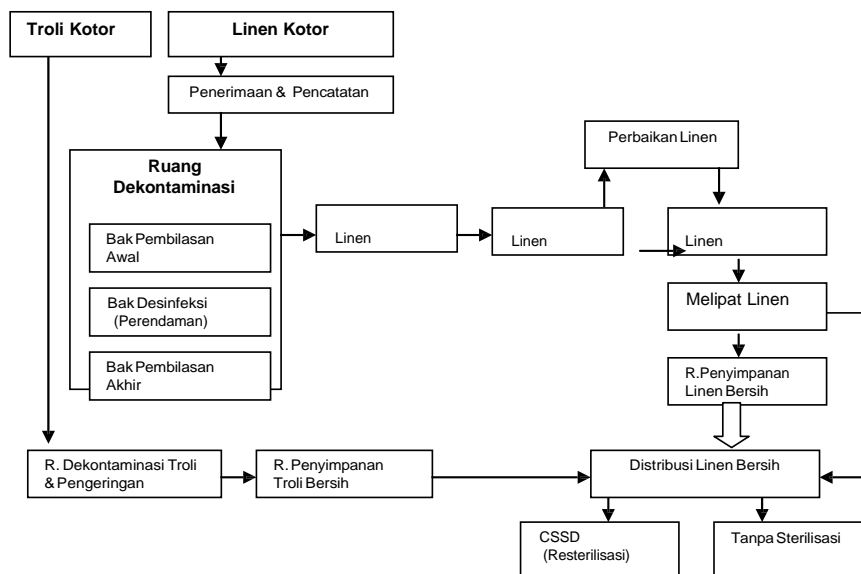 Troli Kotor
Linen Kotor
Penerimaan & Pencatatan
Ruang
Dekontaminasi
Bak Pembilasan
Awal
Bak Desinfeksi
(Perendaman)
Bak Pembilasan
Akhir
Linen
Linen
Perbaikan Linen
Linen
Melipat Linen
R.Penyimpanan
Linen Bersih
R. Dekontaminasi Troli
& Pengeringan
R. Penyimpanan
Troli Bersih
Distribusi Linen Bersih
CSSD
(Resterilisasi)
Tanpa Sterilisasi